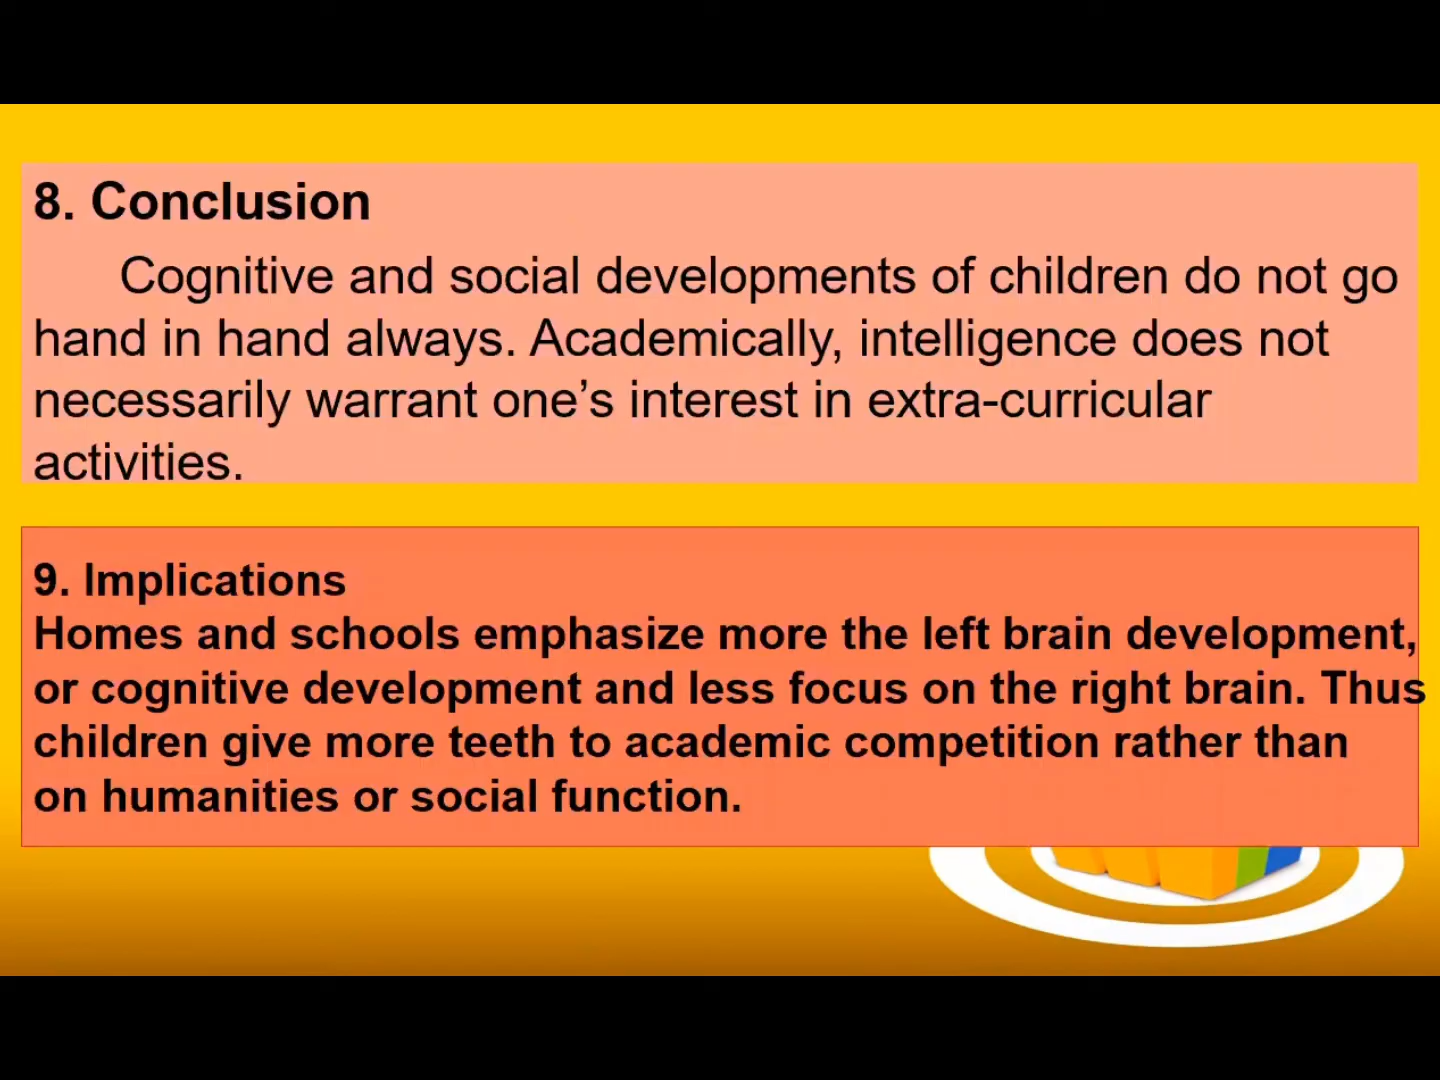 8. Conclusion
Cognitive and social developments of children do not go
hand in hand always. Academically, intelligence does not
necessarily warrant one’s interest in extra-curricular
activities.
9. Implications
Homes and schools emphasize more the left brain development,
or cognitive development and less focus on the right brain. Thus
children give more teeth to academic competition rather than
on humanities or social function.